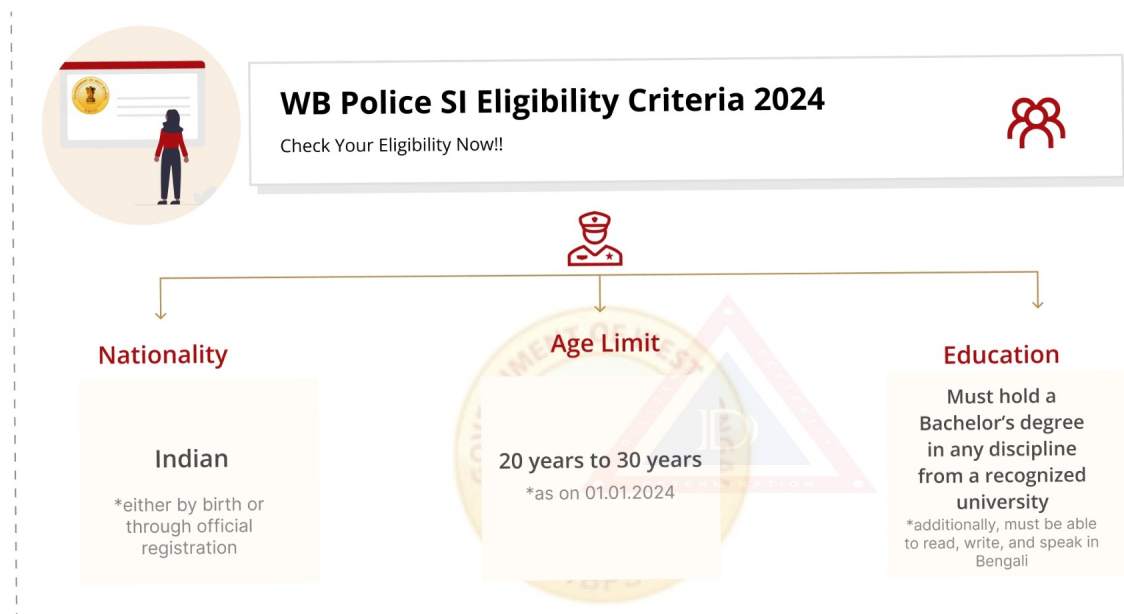 WB Police SI Eligibility Criteria 2024
Check Your Eligibility Now!!
Nationality
Indian
*either by birth or
through official
registration
Age Limit
20 years to 30 years
*as on 01.01.2024
Education
Must hold a
Bachelor’s degree
in any discipline
from a recognized
university
*additionally, must be able
to read, write, and speak in
Bengali